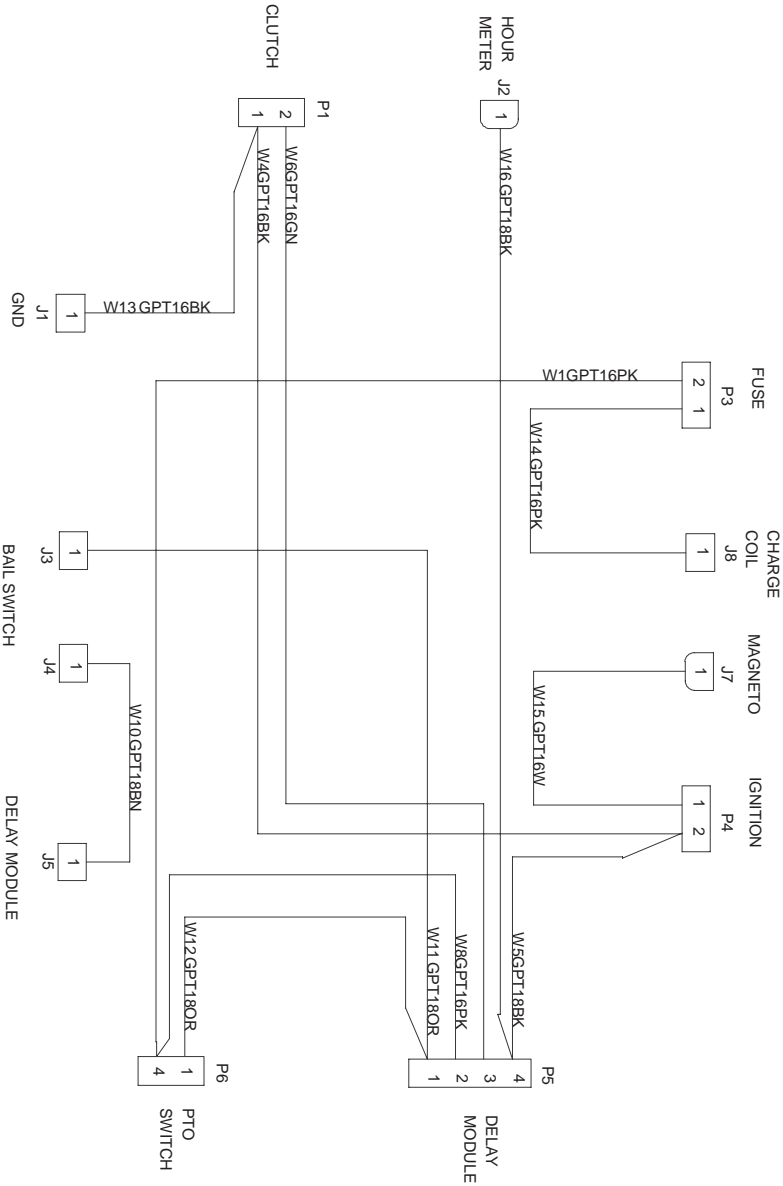 HOUR
METER
J2
1
CLUTCH
P1
2
1
W16 GPT18BK
W6GPT16GN
W4GPT16BK
GND
J1
1
W13 GPT16BK
FUSE
P3
2
1
W1GPT16PK
W14 GPT16PK
CHARGE
COIL
J8
1
BAIL SWITCH
J3
1
J4
1
MAGNETO
J7
1
W15 GPT16W
W10 GPT18BN
IGNITION
P4
1
2
DELAY MODULE
J5
1
W5GPT18BK
W8GPT16PK
W11 GPT18OR
W12GPT18OR
P5
4
3
2
1
DELAY
MODULE
P6
1
4
PTO
SWITCH